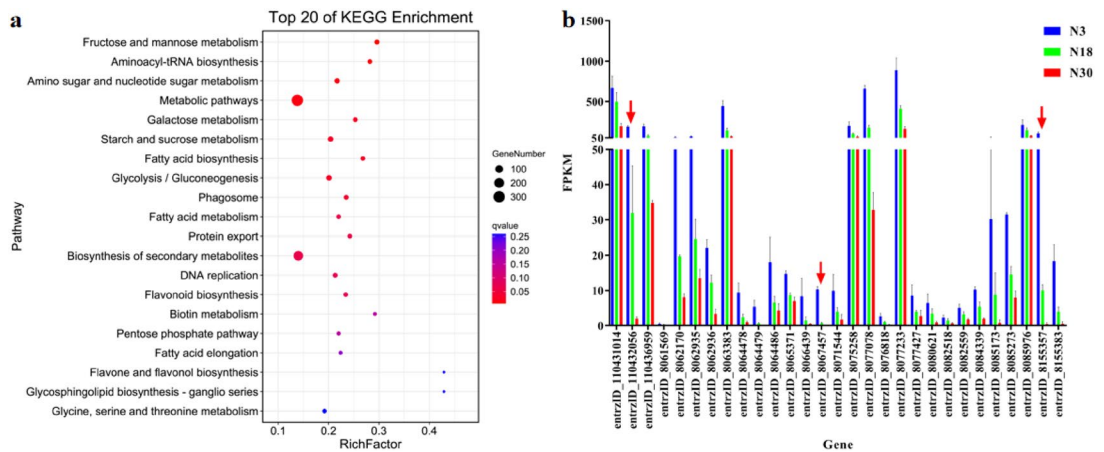 a
Top 20 of KEGG Enrichment
Pathway
Fructose and mannose metabolism
Aminoacyl-tRNA biosynthesis
Amino sugar and nucleotide sugar metabolism
Metabolic pathways
Galactose metabolism
Starch and sucrose metabolism
Fatty acid biosynthesis
Glycolysis / Gluconeogenesis
Phagosome
Fatty acid metabolism
Protein export
Biosynthesis of secondary metabolites
DNA replication
Flavonoid biosynthesis
Biotin metabolism
Pentose phosphate pathway
Fatty acid elongation
Flavone and flavonol biosynthesis
Glycosphingolipid biosynthesis - ganglio series
Glycine, serine and threonine metabolism
0.1 0.2 0.3 0.4
RichFactor
GeneNumber
100
200
300
qvalue
0.25
0.20
0.15
0.10
0.05
b
FPKM
1500
1000
500
50
50
40
30
20
10
0
N3
N18
N30
entrzID_110431014
entrzID_110432056
entrzID_110436959
entrzID_8061569
entrzID_8062170
entrzID_8062935
entrzID_8062936
entrzID_8063383
entrzID_8064478
entrzID_8064479
entrzID_8064486
entrzID_8065371
entrzID_8066439
entrzID_8067457
entrzID_8071544
entrzID_8075258
entrzID_8077078
entrzID_8076818
entrzID_8077233
entrzID_8077427
entrzID_8080621
entrzID_8082518
entrzID_8082559
entrzID_8084339
entrzID_8085173
entrzID_8085273
entrzID_8085976
entrzID_8155357
entrzID_8155383
Gene